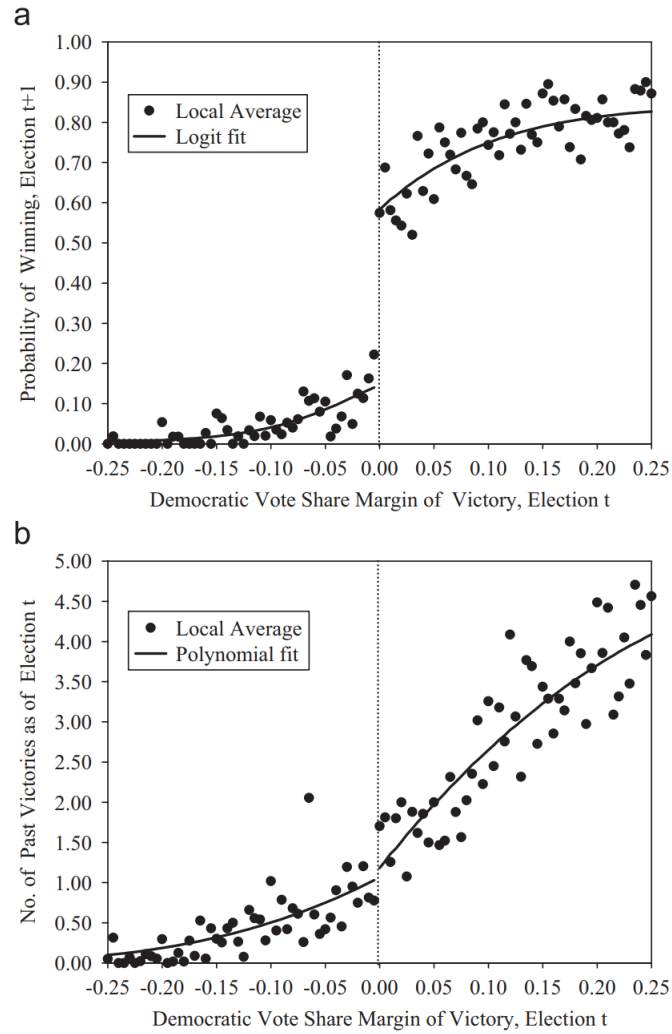 a
Probability of Winning, Election t+1
1.00
0.90
0.80
0.70
0.60
0.50
0.40
0.30
0.20
0.10
0.00
Local Average
Logit fit
-0.25 -0.20 -0.15 -0.10 -0.05 0.00 0.05 0.10 0.15 0.20 0.25
Democratic Vote Share Margin of Victory, Election t
b
No. of Past Victories as of Election t
5.00
4.50
4.00
3.50
3.00
2.50
2.00
1.50
1.00
0.50
0.00
Local Average
Polynomial fit
-0.25 -0.20 -0.15 -0.10 -0.05 0.00 0.05 0.10 0.15 0.20 0.25
Democratic Vote Share Margin of Victory, Election t